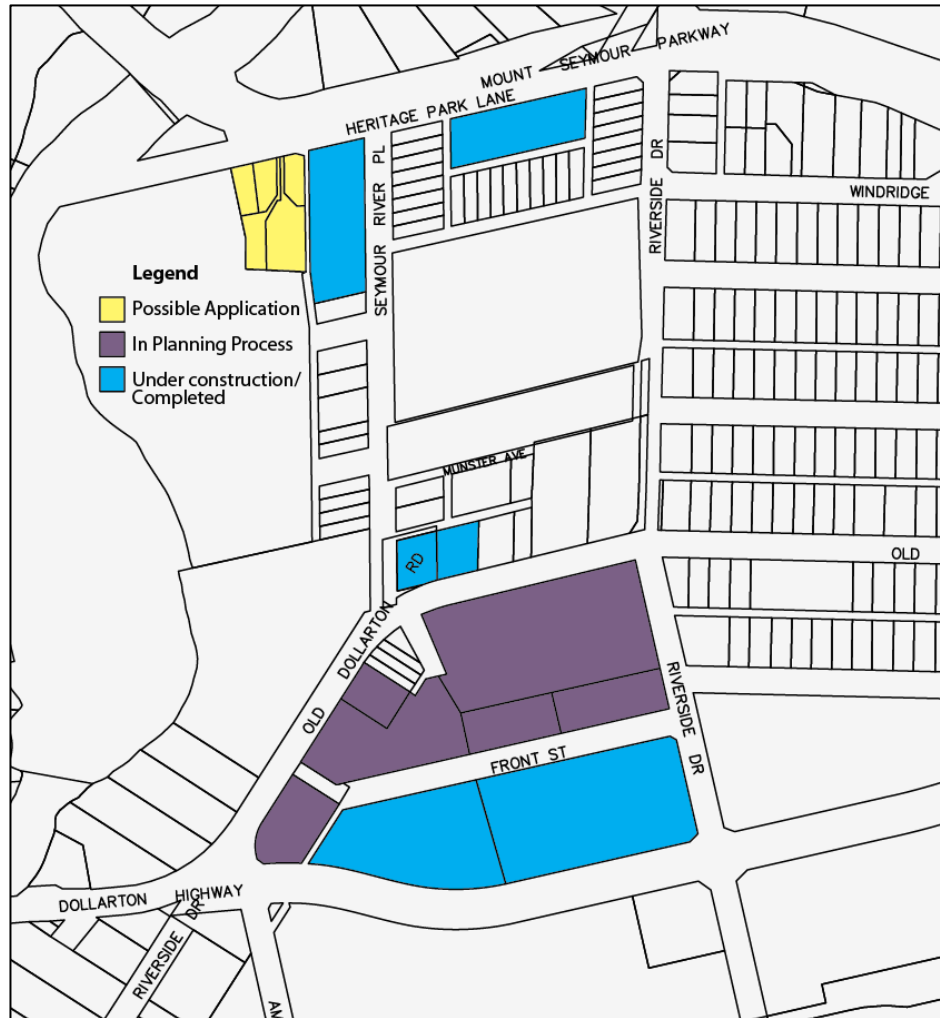 MOUNT SEYMOUR PARKWAY
HERITAGE PARK LANE
SEYMOUR RIVER PL
RIVERSIDE DR
WINDRIDGE
Legend
Possible Application
In Planning Process
Under construction/
Completed
MUNSTER AVE
OLD
OLD DOLLARTON RD
RIVERSIDE DR
FRONT ST
DOLLARTON HIGHWAY
RIVERSIDE DR
AM